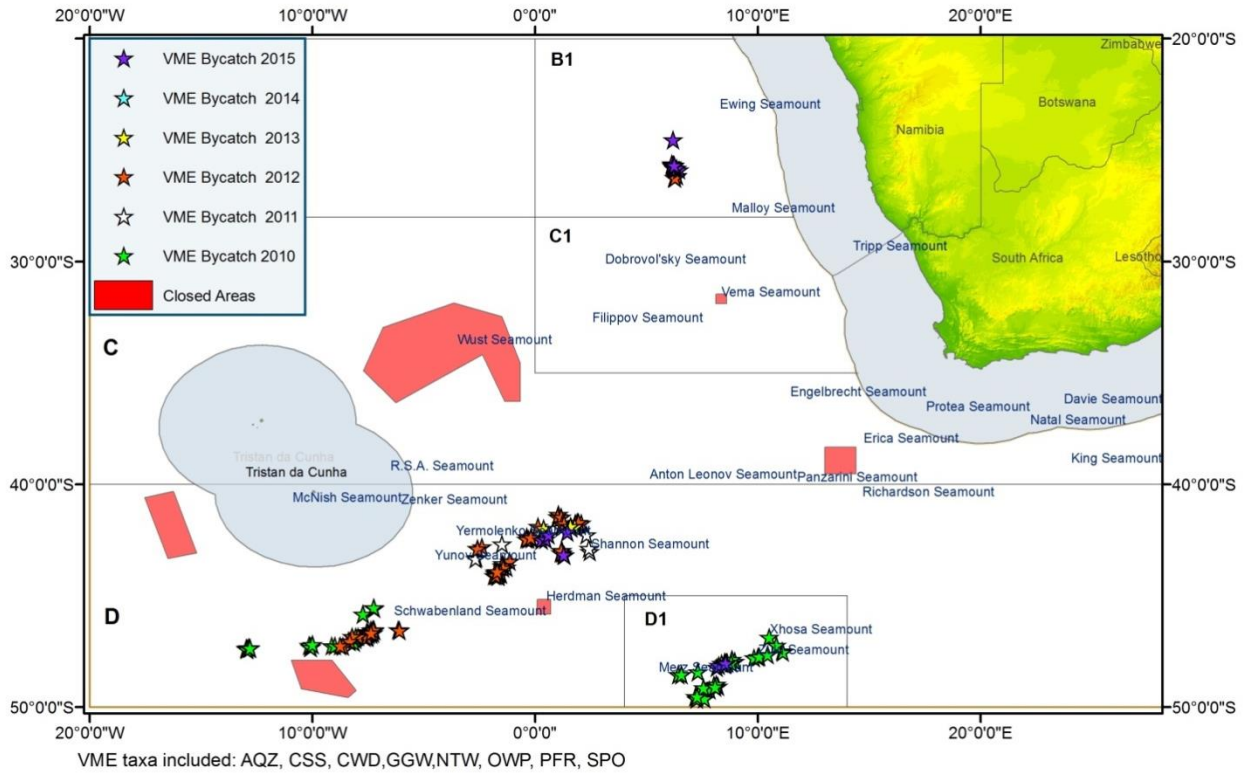 20°0'0"W 10°0'0"W 0°0'0" 10°0'0"E 20°0'0"E
20°0'0"S
VME Bycatch 2015
VME Bycatch 2014
VME Bycatch 2013
VME Bycatch 2012
VME Bycatch 2011
VME Bycatch 2010
Closed Areas
B1
Zimbabwe
Ewing Seamount
Botswana
Namibia
Malloy Seamount
C1
Tripp Seamount
30°0'0"S
Dobrovol'sky Seamount
South Africa
Lesotho
30°0'0"S
Vema Seamount
Filippov Seamount
C
Wust Seamount
Engelbrecht Seamount
Protea Seamount
Davie Seamount
Natal Seamount
Erica Seamount
Tristan da Cunha
Tristan da Cunha
R.S.A. Seamount
King Seamount
Anton Leonov Seamount
Panzarini Seamount
40°0'0"S
40°0'0"S
McNish Seamount
Zenker Seamount
Richardson Seamount
Shannon Seamount
Yunov Seamount
Herdman Seamount
Schwabenland Seamount
D
D1
Xhosa Seamount
Seamount
50°0'0"S
50°0'0"S
20°0'0"W 10°0'0"W 0°0'0" 10°0'0"E 20°0'0"E
VME taxa included: AQZ, CSS, CWD,GGW,NTW, OWP, PFR, SPO